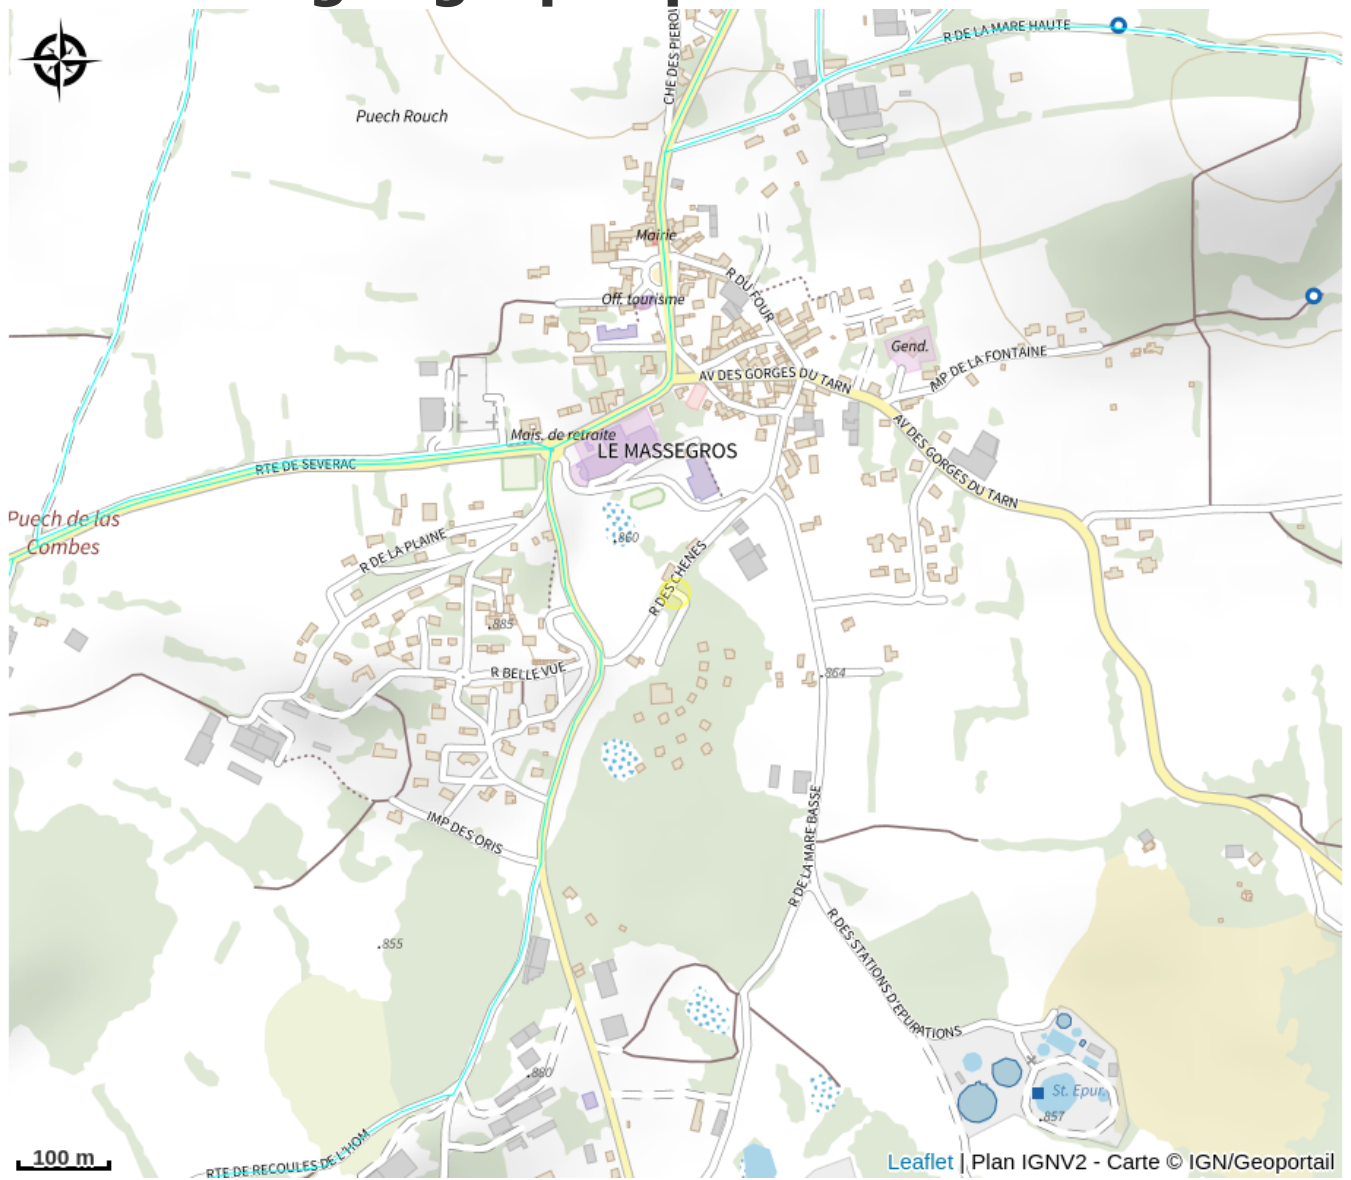 R DE LA MARE HAUTE
CHE DES PIEROU
Puech Rouch
Mairie
R DU FOUR
Off. tourisme
Gend.
IMP DE LA FONTAINE
AV DES GORGES DU TARN
Mais. de retraite
LE MASSEGROS
AV DES GORGES DU TARN
RTE DE SEVERAC
Puech de las
Combes
R DE LA PLAINE
.860
R DES CHENES
.885
R BELLE VUE
.864
IMP DES ORIS
R DE LA MARE BASSE
.855
R DES STATIONS D'EPURATIONS
.880
St. Epur.
.857
RTE DE RECOULES DE L'HOM
100 m
Leaflet | Plan IGNV2 - Carte © IGN/Geoportail